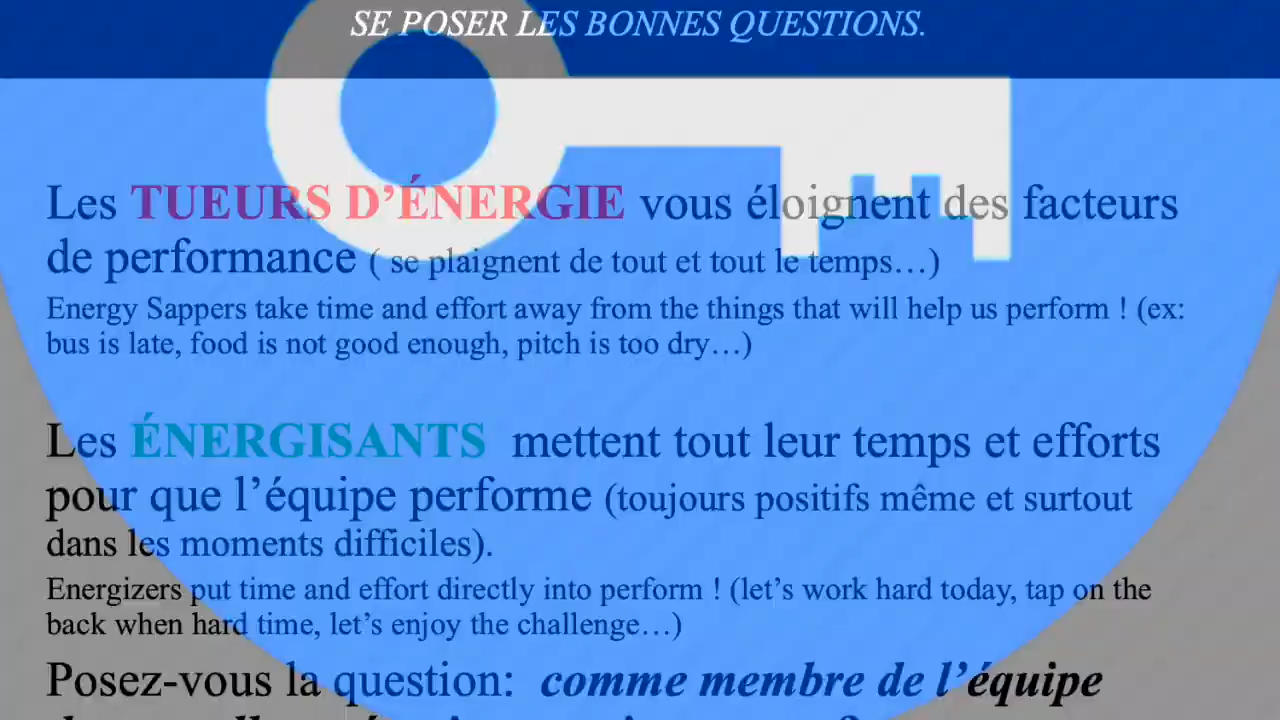 SE POSER LES BONNES QUESTIONS.
Les TUEURS D’ÉNERGIE vous éloignent des facteurs
de performance ( se plaignent de tout et tout le temps…)
Energy Sappers take time and effort away from the things that will help us perform ! (ex:
bus is late, food is not good enough, pitch is too dry…)
Les ÉNERGISANTS mettent tout leur temps et efforts
pour que l’équipe performe (toujours positifs même et surtout
dans les moments difficiles).
Energizers put time and effort directly into perform ! (let’s work hard today, tap on the
back when hard time, let’s enjoy the challenge…)
Posez-vous la question: comme membre de l’équipe